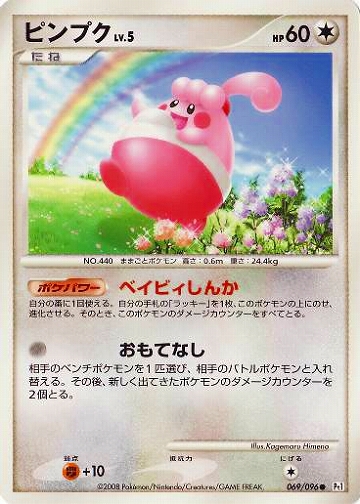 ピンプク LV.5 HP60
たね
NO.440 ままごとポケモン 高さ:0.6m 重さ:24.4kg
ポケパワー ベイビィしんか
自分の番に1回使える。自分の手札の「ラッキー」を1枚、このポケモンの上にのせ、
進化させる。そのとき、このポケモンのダメージカウンターをすべてとる。
おもてなし
相手のベンチポケモンを1匹選び、相手のバトルポケモンと入れ
替える。その後、新しく出てきたポケモンのダメージカウンターを
2個とる。
Illus.Kagemaru Himeno
弱点 抵抗力 にげる
+10
©2008 Pokémon/Nintendo/Creatures/GAME FREAK.
069/096 Pt1